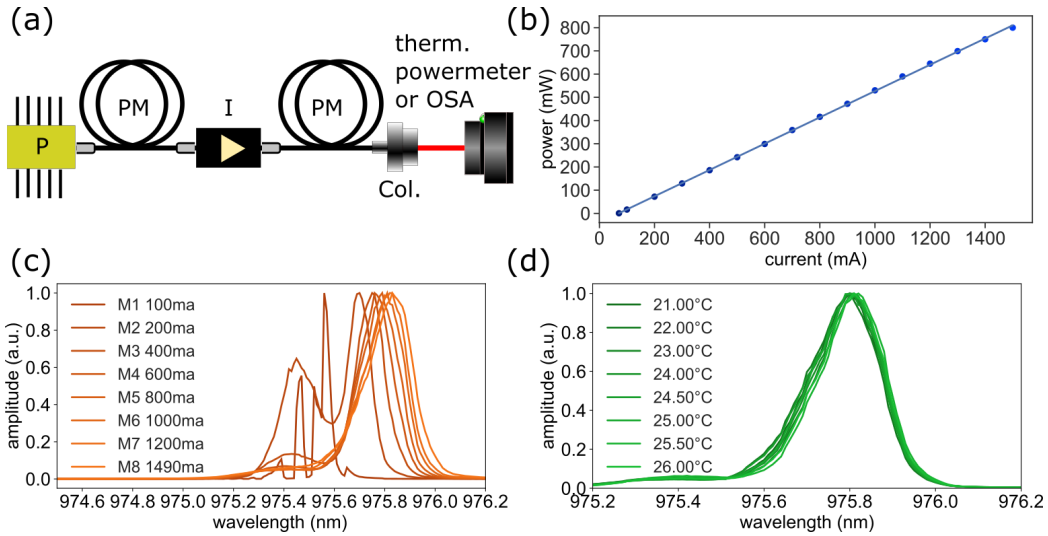 (a)
therm.
powermeter
or OSA
PM
I
PM
P
Col.
(b)
800
700
600
500
400
300
200
100
0
power (mW)
0
200
400
600
800
1000
1200
1400
current (mA)
(c)
1.0
0.8
0.6
0.4
0.2
0.0
amplitude (a.u.)
M1 100ma
M2 200ma
M3 400ma
M4 600ma
M5 800ma
M6 1000ma
M7 1200ma
M8 1490ma
974.6
974.8
975.0
975.2
975.4
975.6
975.8
976.0
976.2
wavelength (nm)
(d)
1.0
0.8
0.6
0.4
0.2
0.0
amplitude (a.u.)
21.00°C
22.00°C
23.00°C
24.00°C
24.50°C
25.00°C
25.50°C
26.00°C
975.2
975.4
975.6
975.8
976.0
976.2
wavelength (nm)